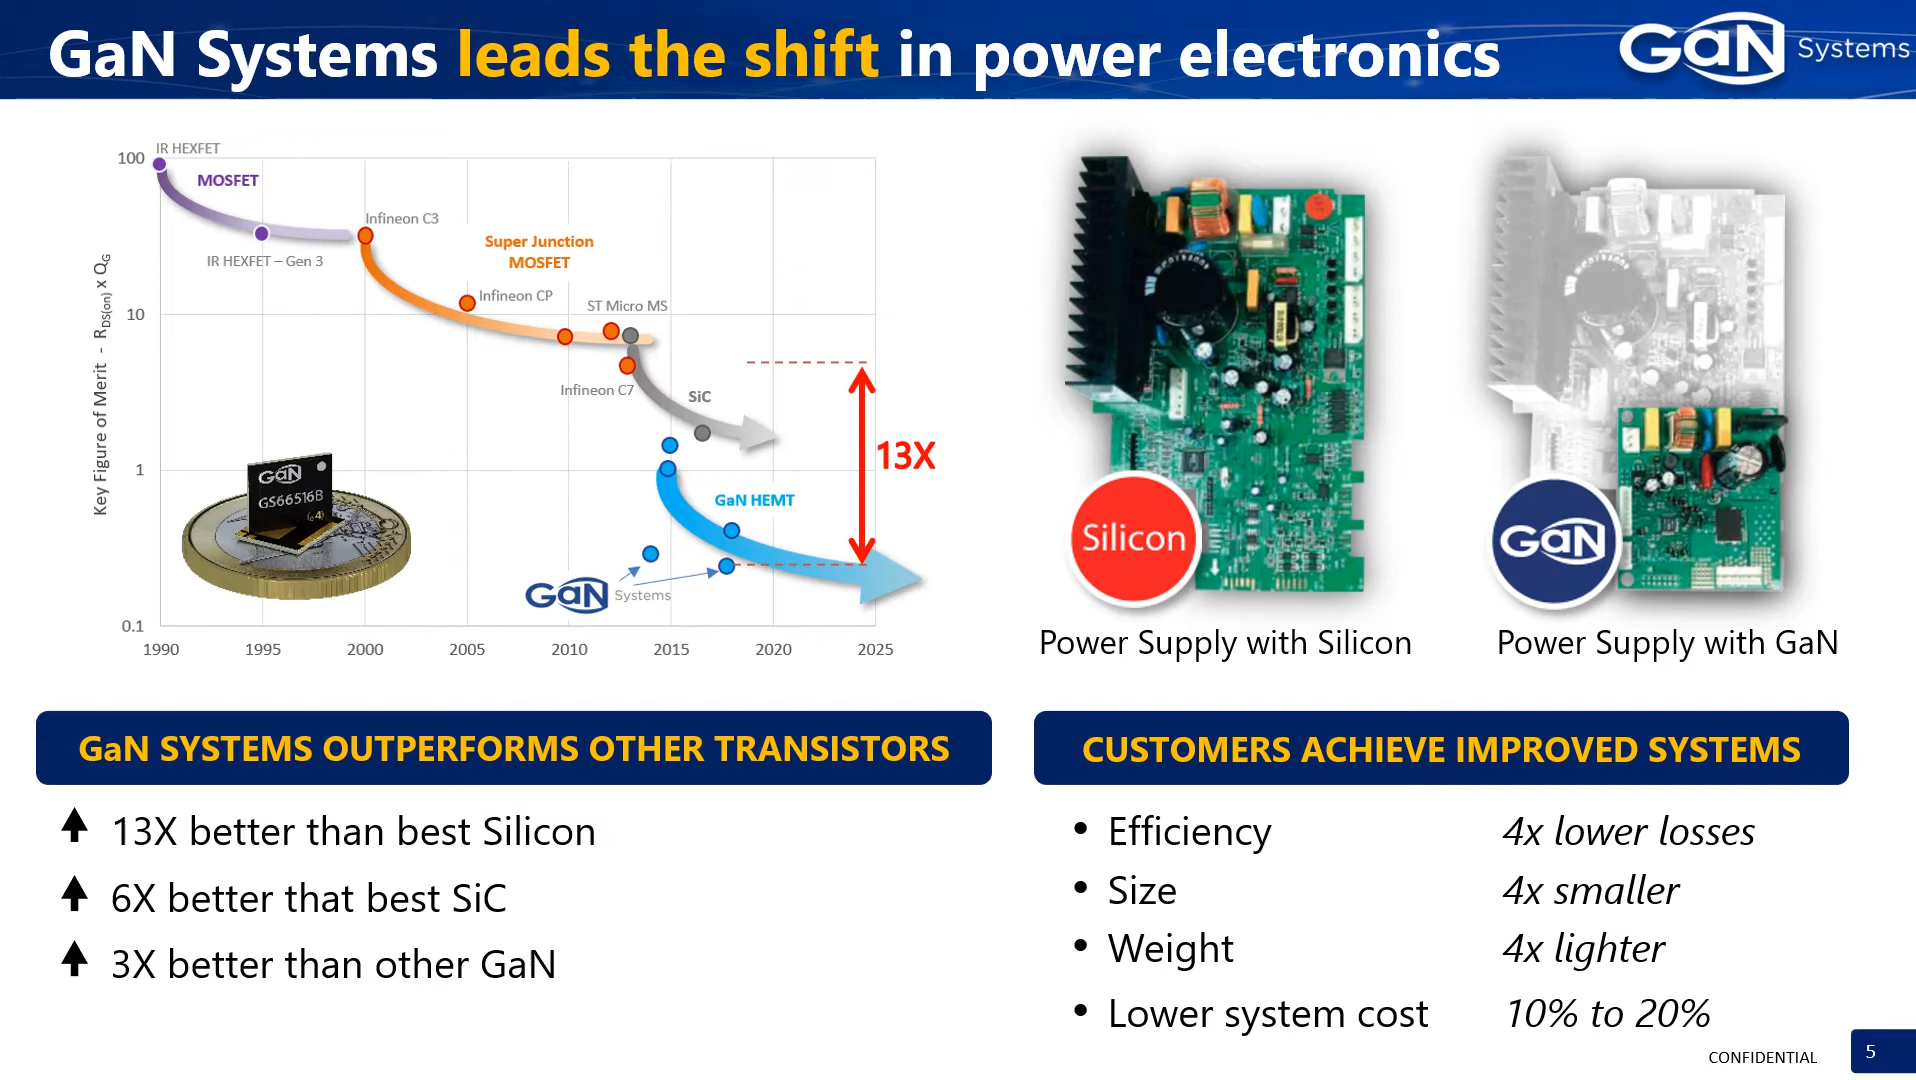 GaN Systems leads the shift in power electronics
GaN Systems
IR HEXFET
100
MOSFET
Infineon C3
Super Junction
MOSFET
IR HEXFET – Gen 3
Infineon CP
ST Micro MS
10
Key Figure of Merit - RDS(on) x QG
Infineon C7
SiC
13X
1
GaN
GS66516B
GaN HEMT
GaN Systems
0.1
1990 1995 2000 2005 2010 2015 2020 2025
Silicon
GaN
Power Supply with Silicon
Power Supply with GaN
GaN SYSTEMS OUTPERFORMS OTHER TRANSISTORS
13X better than best Silicon
6X better that best SiC
3X better than other GaN
CUSTOMERS ACHIEVE IMPROVED SYSTEMS
• Efficiency 4x lower losses
• Size 4x smaller
• Weight 4x lighter
• Lower system cost 10% to 20%
CONFIDENTIAL
5